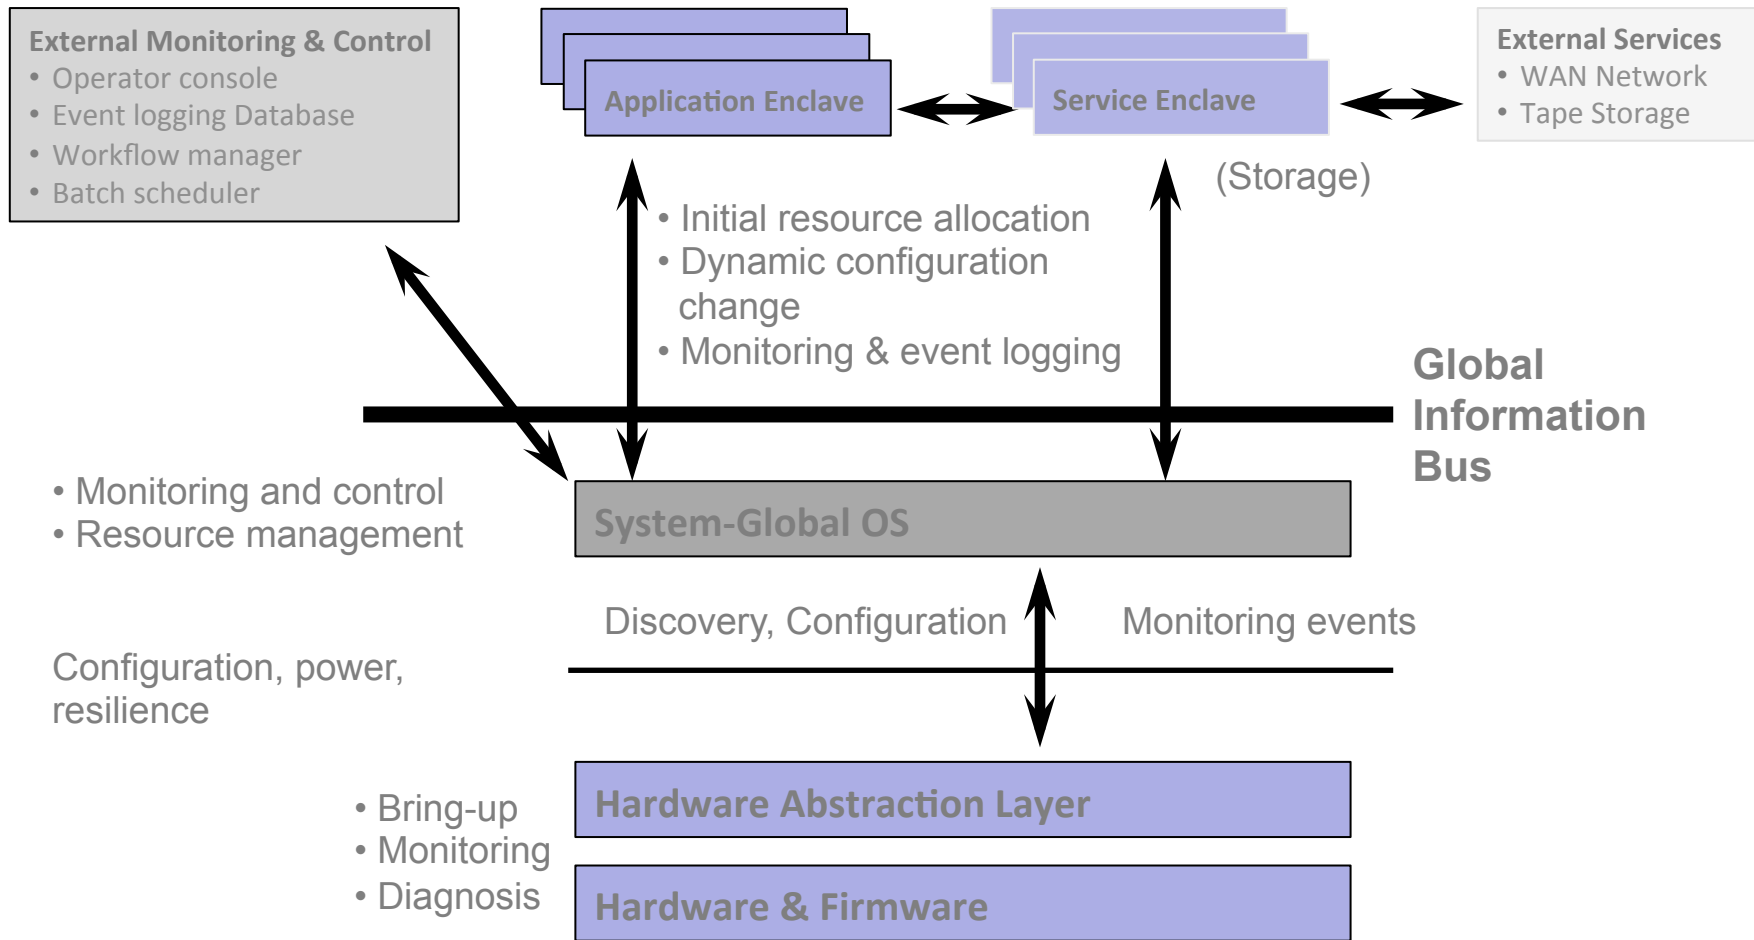 External Monitoring & Control
• Operator console
• Event logging Database
• Workflow manager
• Batch scheduler
Application Enclave
Service Enclave
External Services
• WAN Network
• Tape Storage
(Storage)
• Initial resource allocation
• Dynamic configuration
change
• Monitoring & event logging
Global
Information
Bus
• Monitoring and control
• Resource management
System-Global OS
Discovery, Configuration
Monitoring events
Configuration, power,
resilience
Hardware Abstraction Layer
• Bring-up
• Monitoring
• Diagnosis
Hardware & Firmware